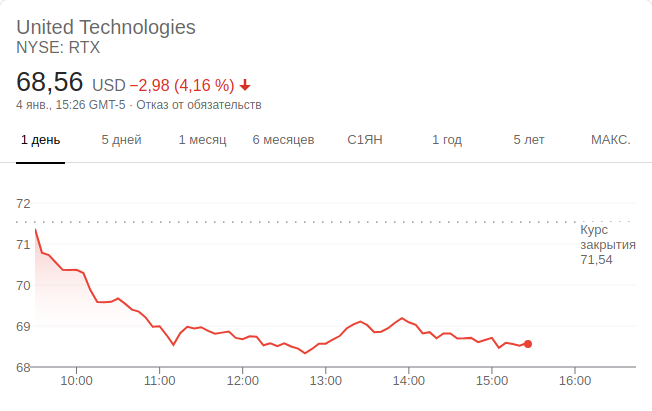 United Technologies
NYSE: RTX
68,56 USD −2,98 (4,16 %)
4 янв., 15:26 GMT-5 · Отказ от обязательств
1 день 5 дней 1 месяц 6 месяцев С1ЯН 1 год 5 лет МАКС.
72
Курс
71 закрытия
71,54
70
69
68
10:00 11:00 12:00 13:00 14:00 15:00 16:00